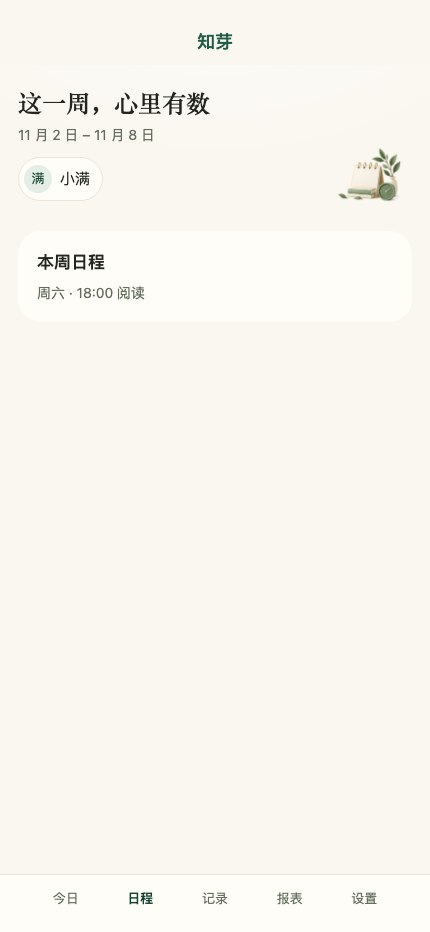 知芽
这一周，心里有数
11 月 2 日 – 11 月 8 日
满 小满
本周日程
周六 · 18:00 阅读
今日 日程 记录 报表 设置